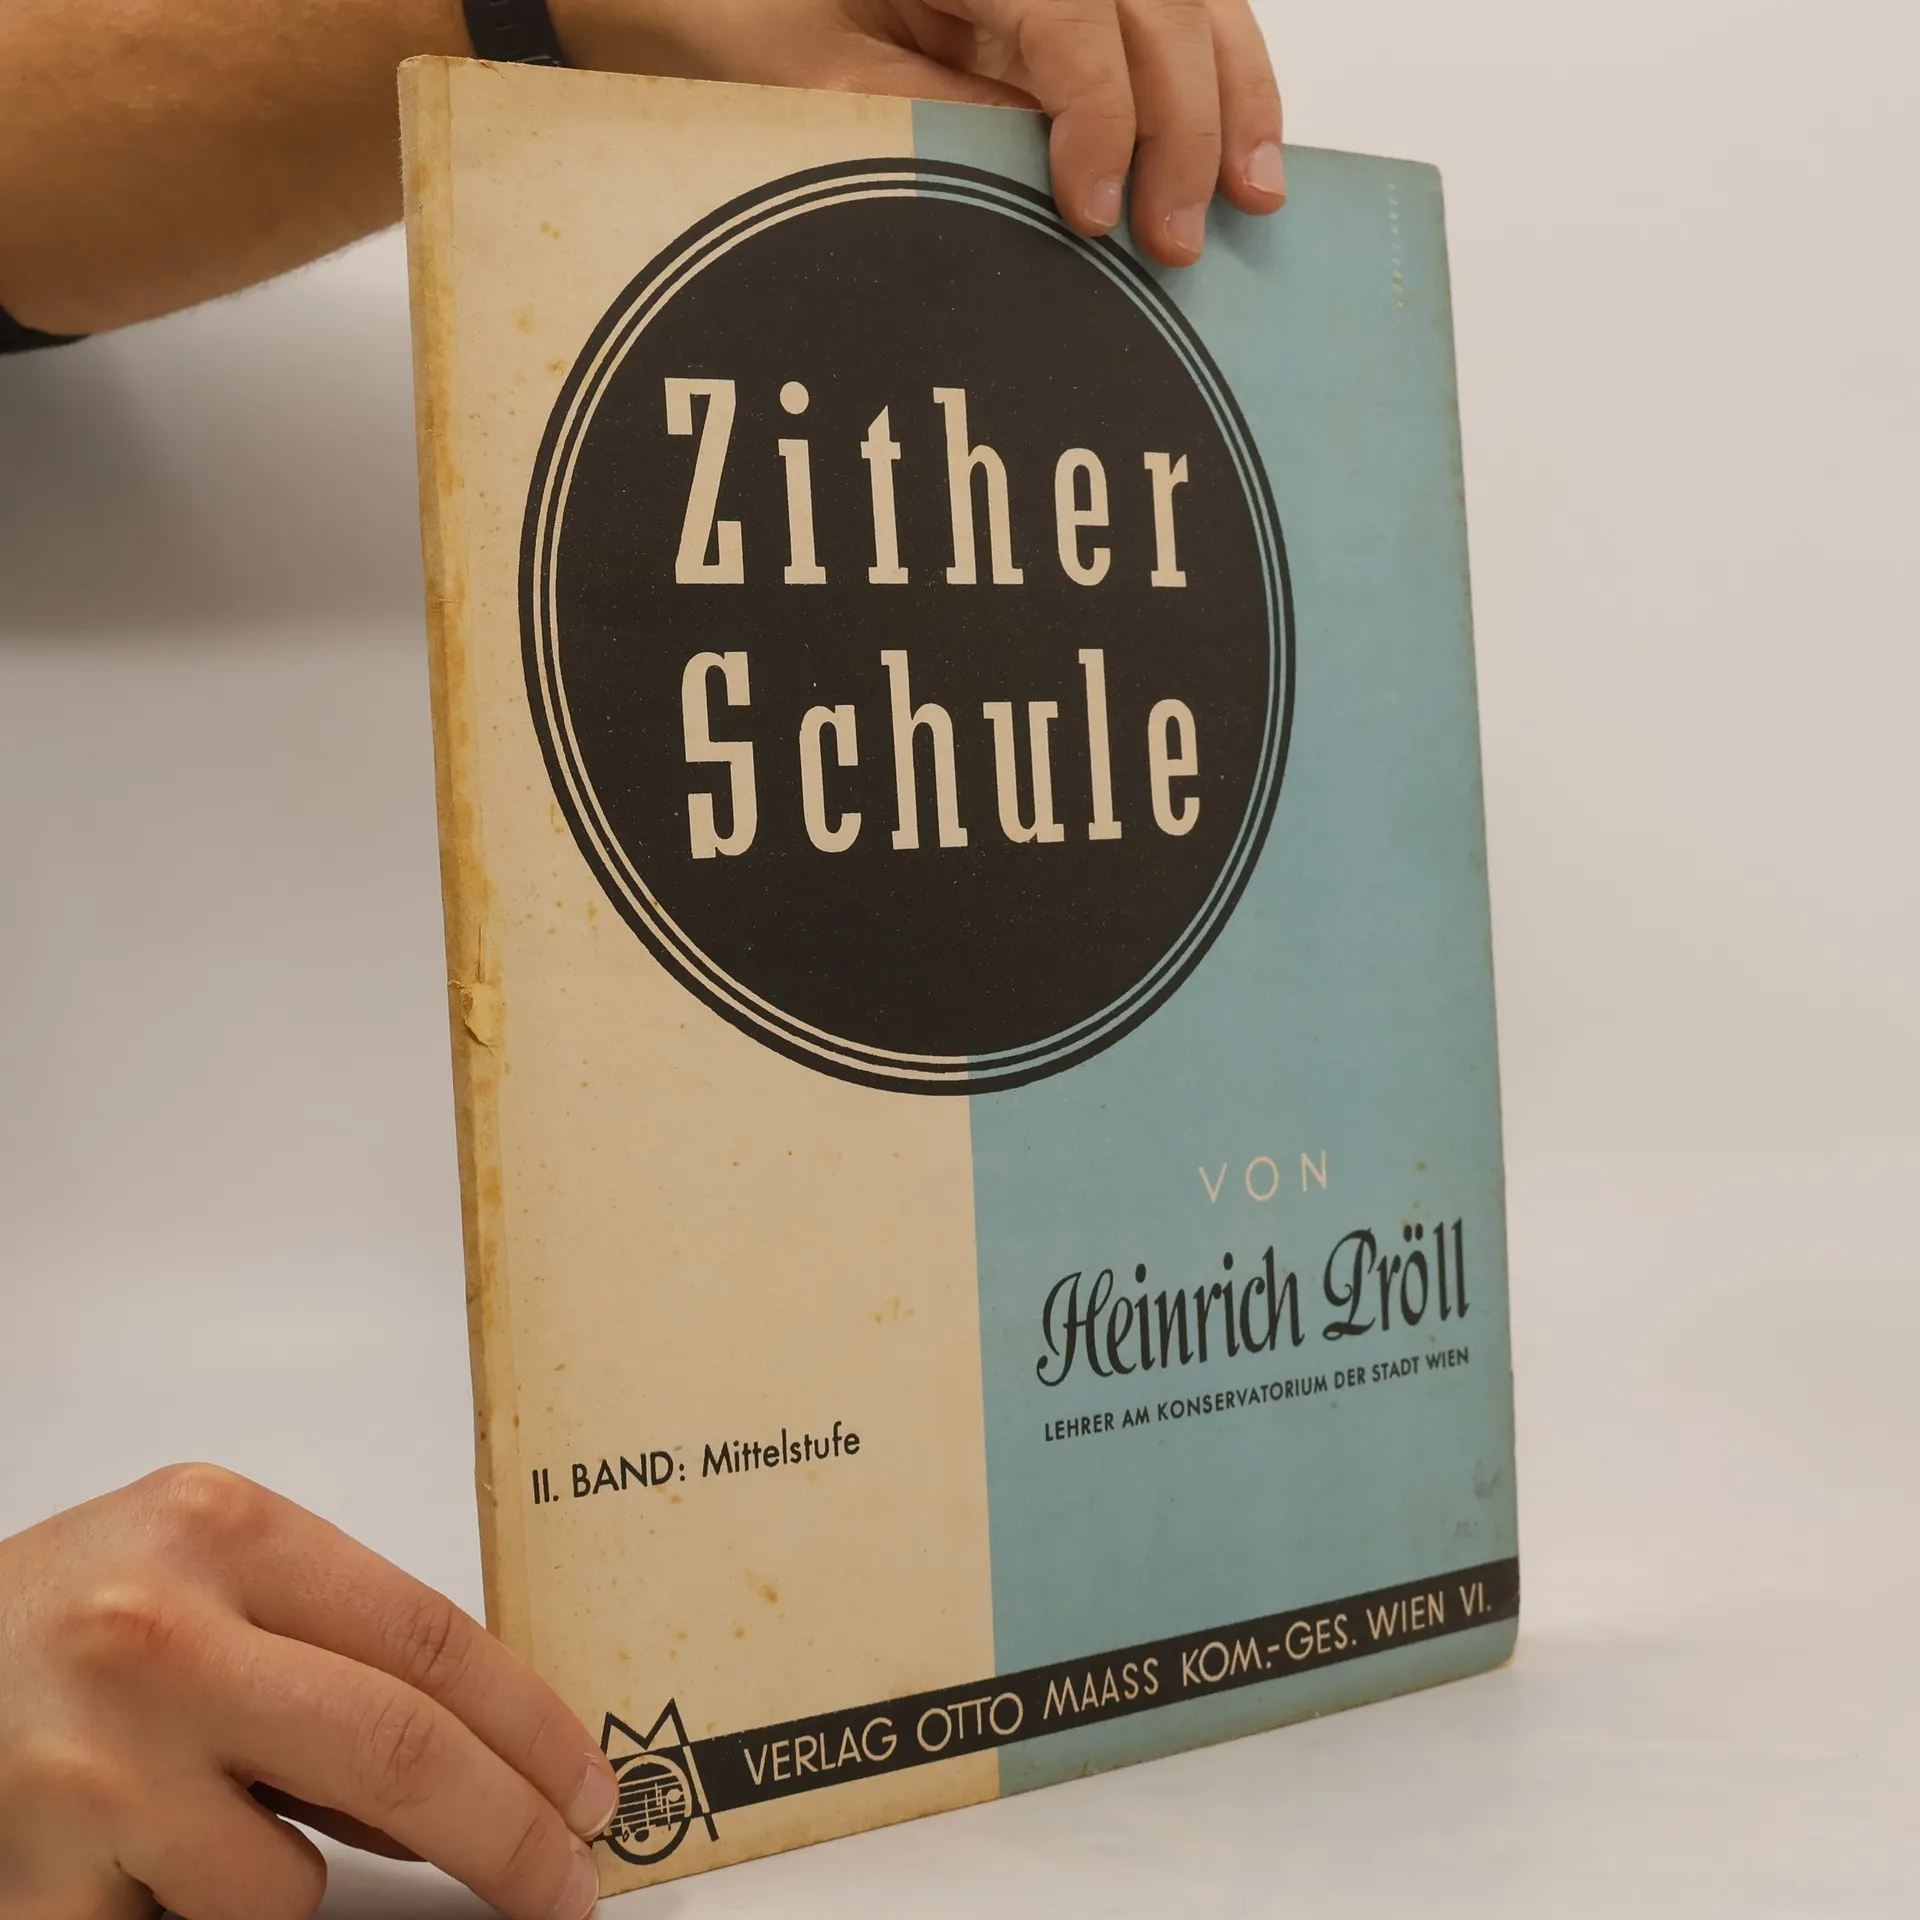 Zither
Schule
VON
Heinrich Pröll
LEHRER AM KONSERVATORIUM DER STADT WIEN
II. BAND: Mittelstufe
VERLAG OTTO MAASS KOM.-GES. WIEN VI.